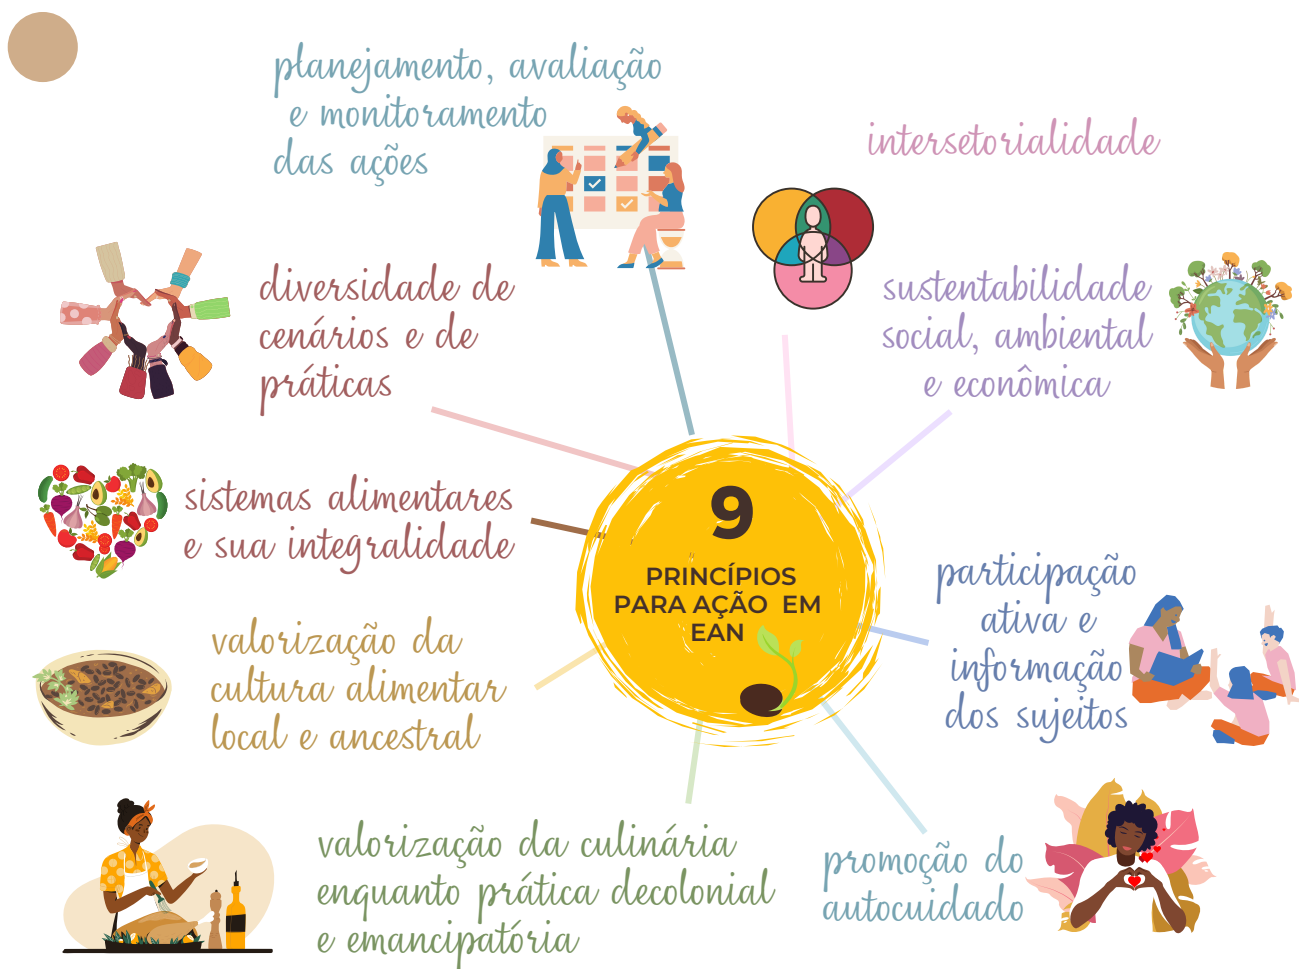 planejamento, avaliação
e monitoramento
das ações
intersetorialidade
diversidade de
cenários e de
práticas
sustentabilidade
social, ambiental
e econômica
sistemas alimentares
e sua integralidade
9
PRINCÍPIOS
PARA AÇÃO EM
EAN
participação
ativa e
informação
dos sujeitos
valorização da
cultura alimentar
local e ancestral
valorização da culinária
enquanto prática decolonial
e emancipatória
promoção do
autocuidado